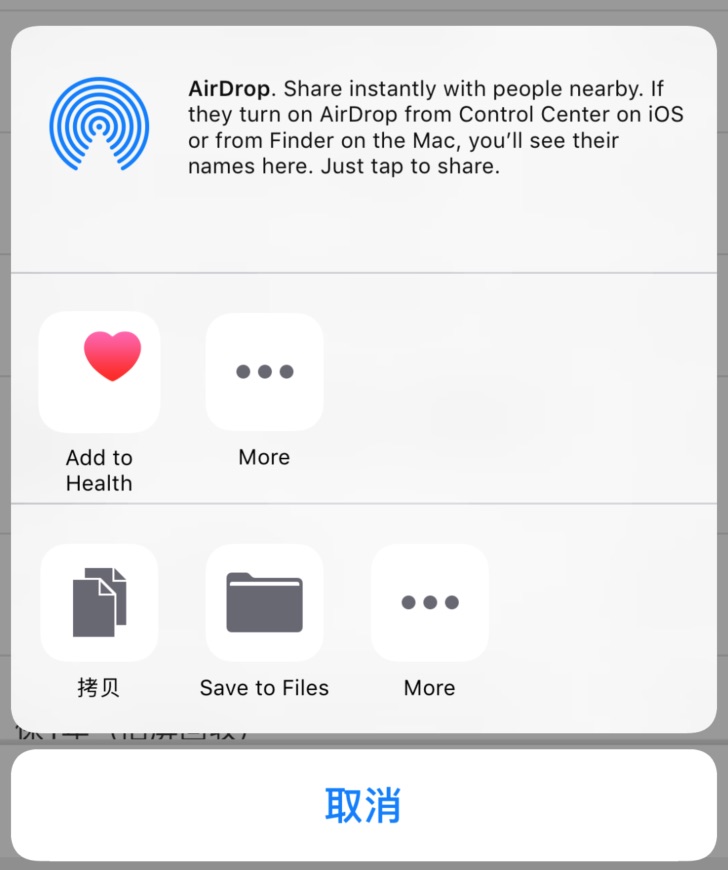 AirDrop. Share instantly with people nearby. If
they turn on AirDrop from Control Center on iOS
or from Finder on the Mac, you’ll see their
names here. Just tap to share.
Add to
Health
More
拷贝
Save to Files
More
取消